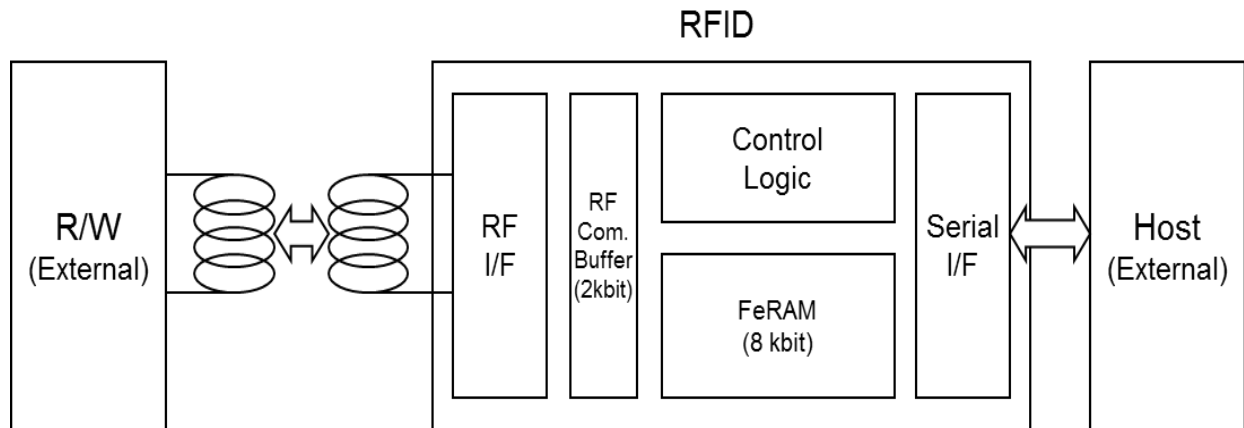 RFID
R/W
(External)
RF
I/F
RF
Com.
Buffer
(2kbit)
Control
Logic
FeRAM
(8 kbit)
Serial
I/F
Host
(External)